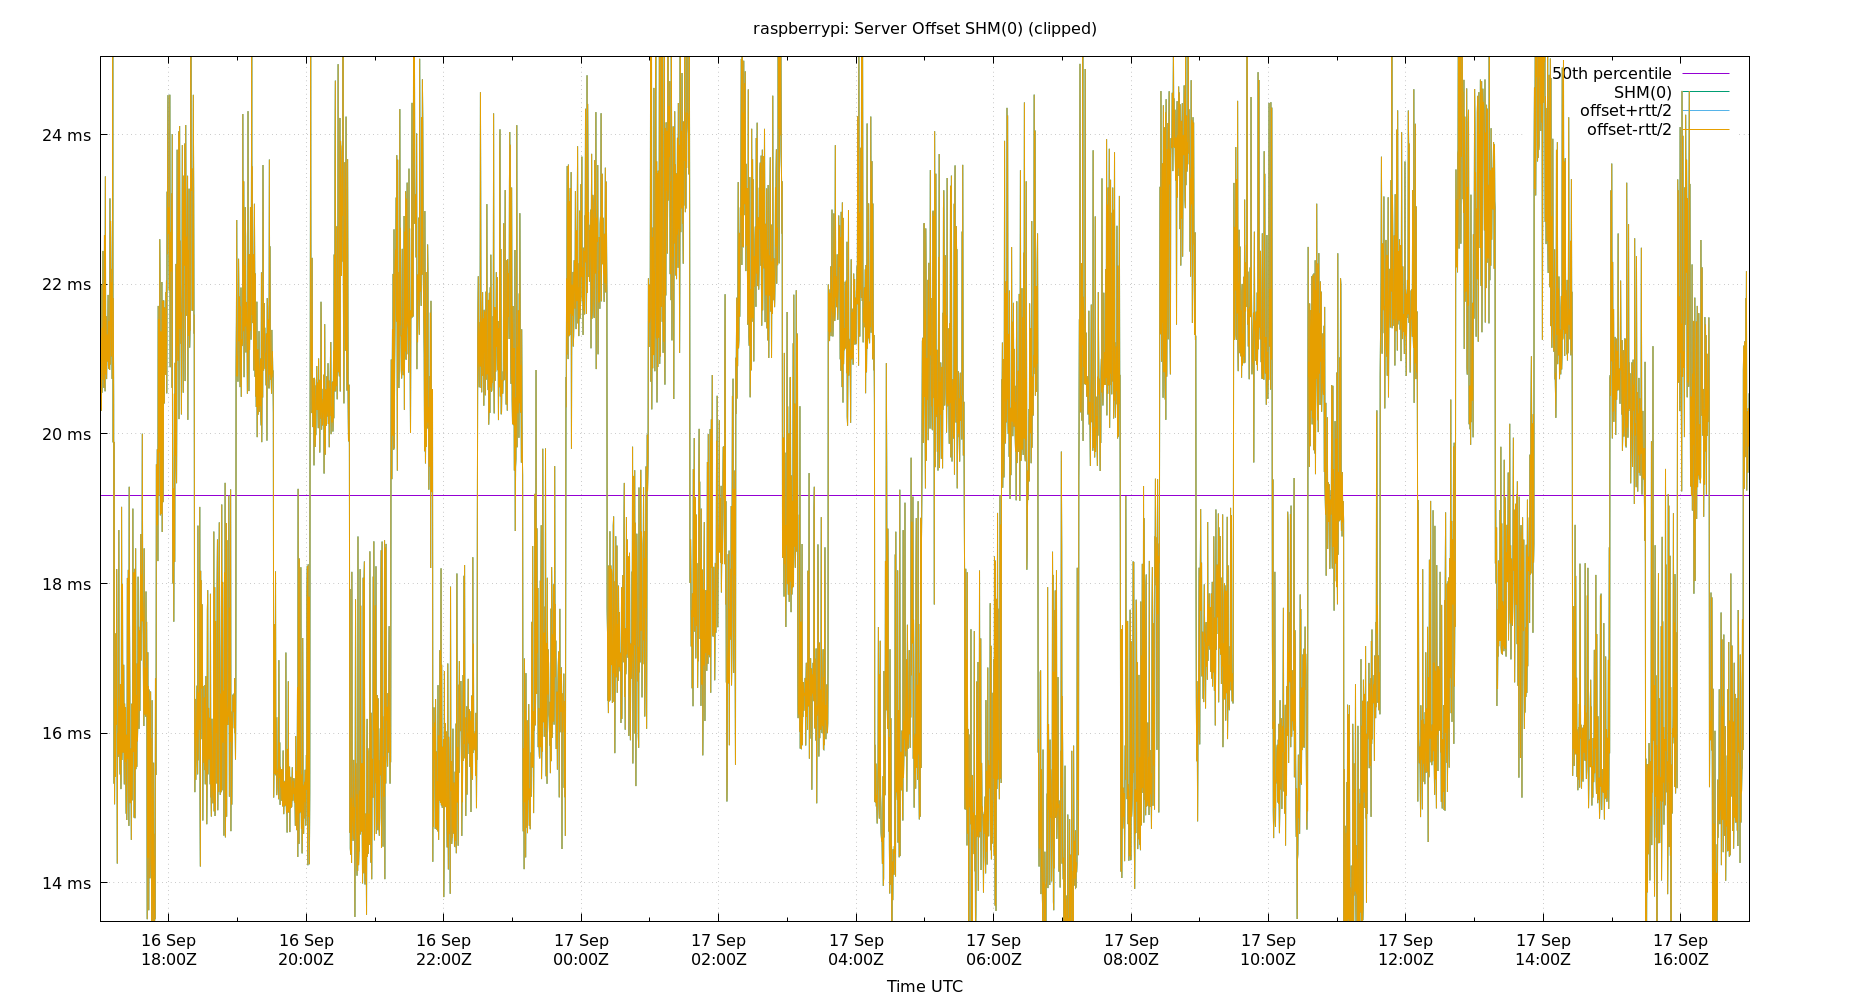 raspberrypi: Server Offset SHM(0) (clipped)
50th percentile
SHM(0)
offset+rtt/2
offset-rtt/2
24 ms
22 ms
20 ms
18 ms
16 ms
14 ms
16 Sep 16 Sep 16 Sep 17 Sep 17 Sep 17 Sep 17 Sep 17 Sep 17 Sep 17 Sep 17 Sep 17 Sep
18:00Z 20:00Z 22:00Z 00:00Z 02:00Z 04:00Z 06:00Z 08:00Z 10:00Z 12:00Z 14:00Z 16:00Z
Time UTC